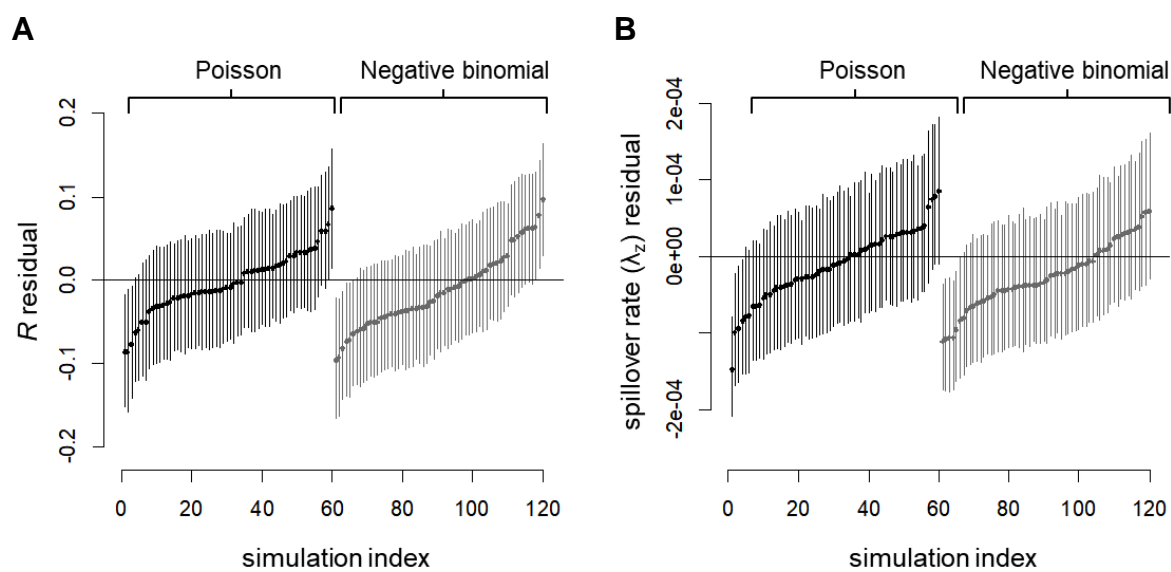 A
Poisson
Negative binomial
R residual
0.2
0.1
0.0
-0.1
-0.2
0 20 40 60 80 100 120
simulation index
B
Poisson
Negative binomial
spillover rate (λz) residual
2e-04
1e-04
0e+00
-2e-04
0 20 40 60 80 100 120
simulation index